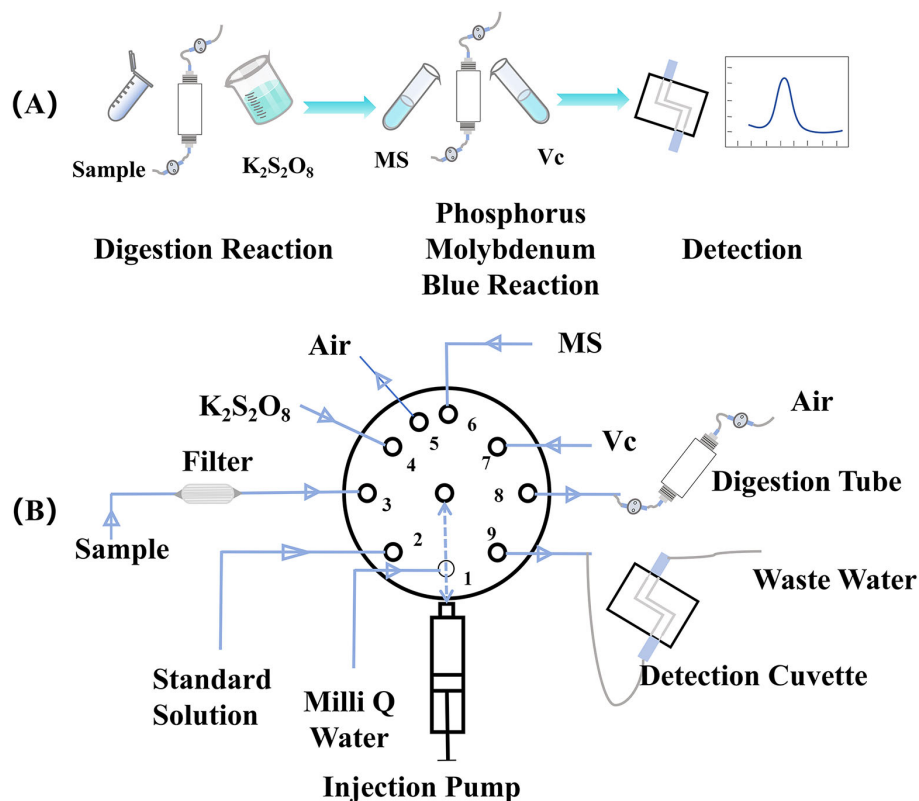 (A)
Sample
K₂S₂O₈
MS
Vc
Digestion Reaction
Phosphorus
Molybdenum
Blue Reaction
Detection
(B)
Air
MS
K₂S₂O₈
Vc
Air
Filter
Digestion Tube
Sample
6
5
7
4
3
8
2
9
1
Standard
Solution
Milli Q
Water
Injection Pump
Waste Water
Detection Cuvette